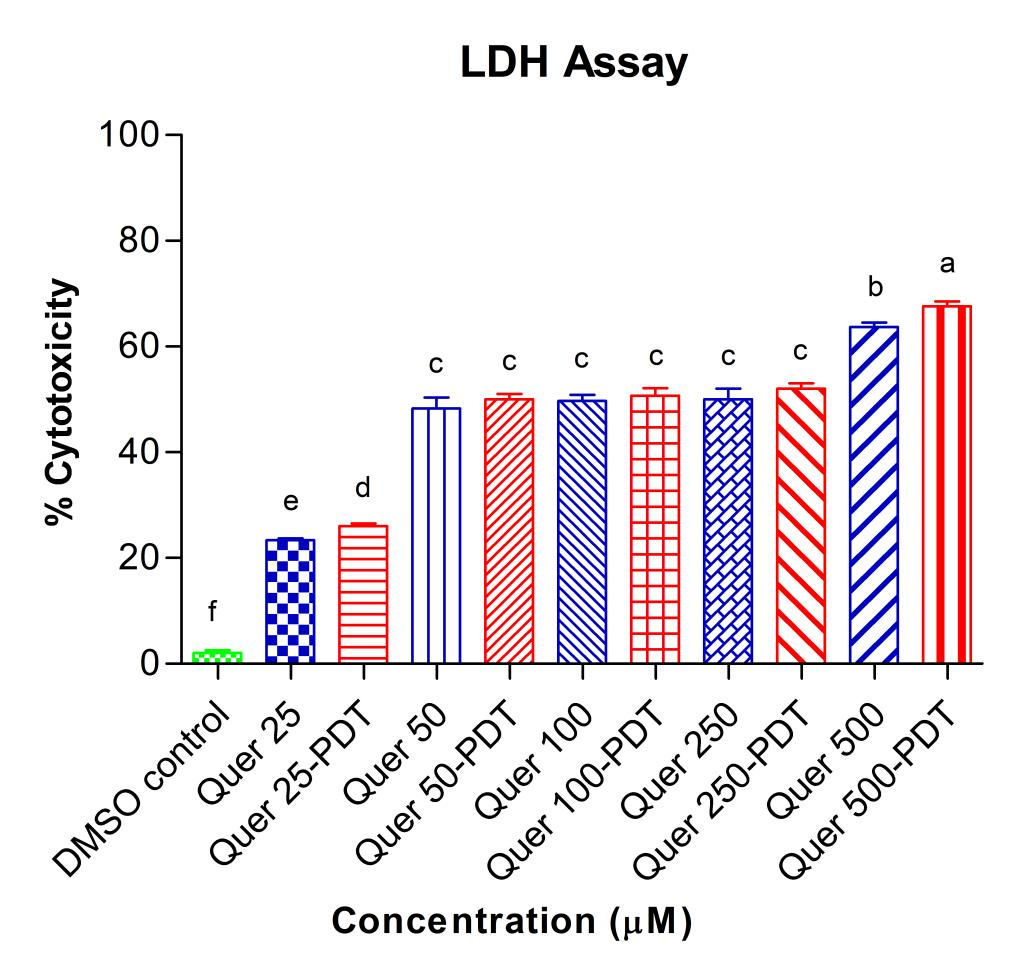 LDH Assay
100
80
60
40
20
0
% Cytotoxicity
f
e
d
c
c
c
c
c
c
b
a
DMSO control
Quer 25
Quer 25-PDT
Quer 50
Quer 50-PDT
Quer 100
Quer 100-PDT
Quer 250
Quer 250-PDT
Quer 500
Quer 500-PDT
Concentration (μM)